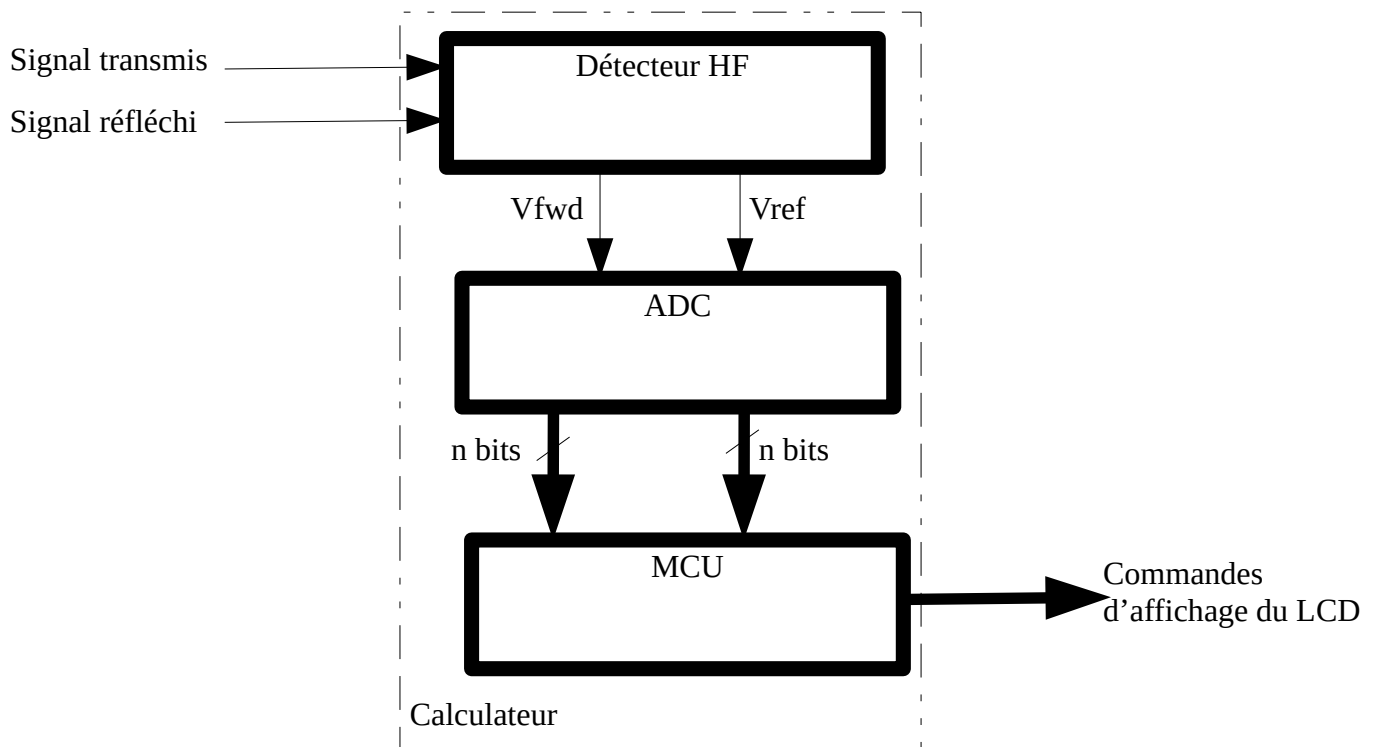 Signal transmis
Détecteur HF
Signal réfléchi
Vfwd
Vref
ADC
n bits
n bits
MCU
Commandes
d’affichage du LCD
Calculateur